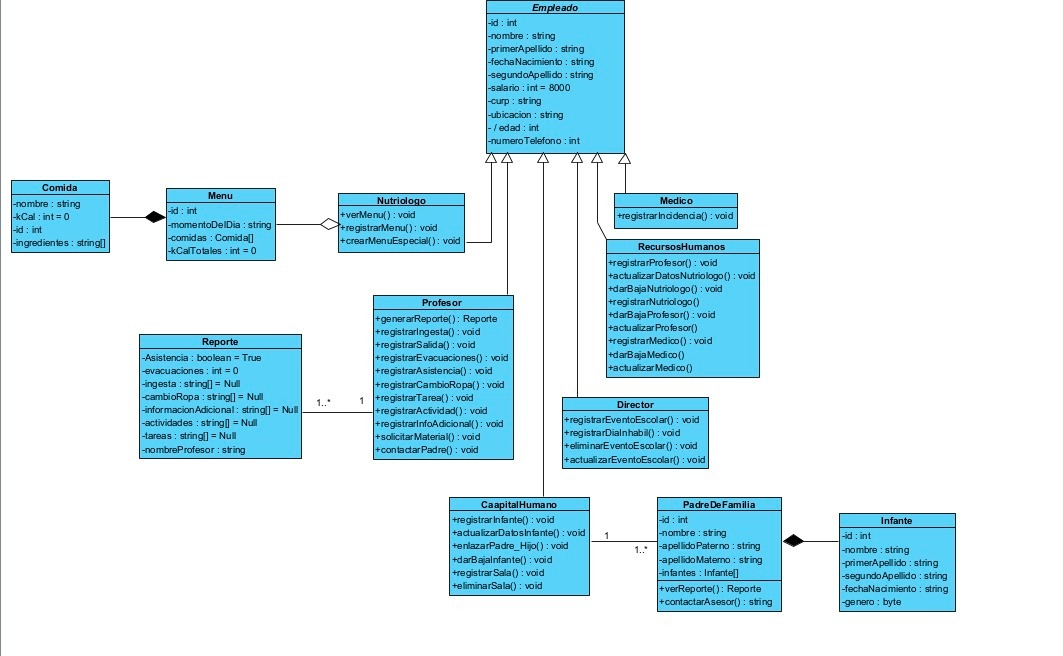 Empleado
-id : int
-nombre : string
-primerApellido : string
-fechaNacimiento : string
-segundoApellido : string
-salario : int = 8000
-curp : string
-ubicacion : string
- / edad : int
-numeroTelefono : int
Comida
-nombre : string
-kCal : int = 0
-id : int
-ingredientes : string[]
Menu
-id : int
-momentoDelDia : string
-comidas : Comida[]
-kCalTotales : int = 0
Nutriologo
+verMenu() : void
+registrarMenu() : void
+crearMenuEspecial() : void
Medico
+registrarIncidencia() : void
RecursosHumanos
+registrarProfesor() : void
+actualizarDatosNutriologo() : void
+darBajaNutriologo() : void
+registrarNutriologo()
+darBajaProfesor() : void
+actualizarProfesor()
+registrarMedico() : void
+darBajaMedico()
+actualizarMedico()
Profesor
+generarReporte() : Reporte
+registrarIngesta() : void
+registrarSalida() : void
+registrarEvacuaciones() : void
+registrarAsistencia() : void
+registrarCambioRopa() : void
+registrarTarea() : void
+registrarActividad() : void
+registrarInfoAdicional() : void
+solicitarMaterial() : void
+contactarPadre() : void
Reporte
-Asistencia : boolean = True
-evacuaciones : int = 0
-ingesta : string[] = Null
-cambioRopa : string[] = Null
-informacionAdicional : string[] = Null
-actividades : string[] = Null
-tareas : string[] = Null
-nombreProfesor : string
1..*
1
Director
+registrarEventoEscolar() : void
+registrarDiaInhabil() : void
+eliminarEventoEscolar() : void
+actualizarEventoEscolar() : void
CaapitalHumano
+registrarInfante() : void
+actualizarDatosInfante() : void
+enlazarPadre_Hijo() : void
+darBajaInfante() : void
+registrarSala() : void
+eliminarSala() : void
1
1..*
PadreDeFamilia
-id : int
-nombre : string
-apellidoPaterno : string
-apellidoMaterno : string
-infantes : Infante[]
+verReporte() : Reporte
+contactarAsesor() : string
Infante
-id : int
-nombre : string
-primerApellido : string
-segundoApellido : string
-fechaNacimiento : string
-genero : byte